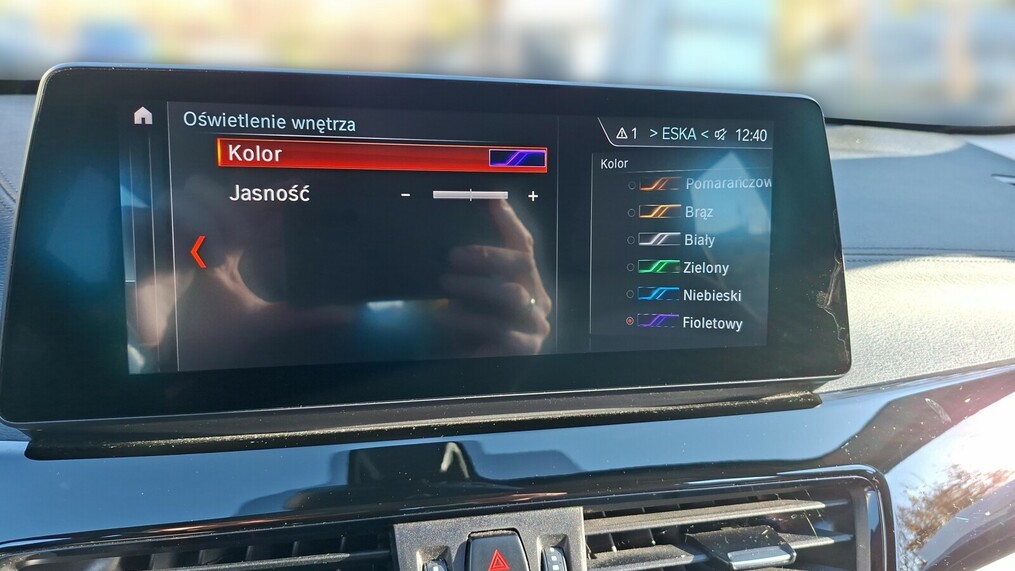 Oświetlenie wnętrza
1 > ESKA < 12:40
Kolor
Jasność - +
Kolor
Pomarańczow
Brąz
Biały
Zielony
Niebieski
Fioletowy